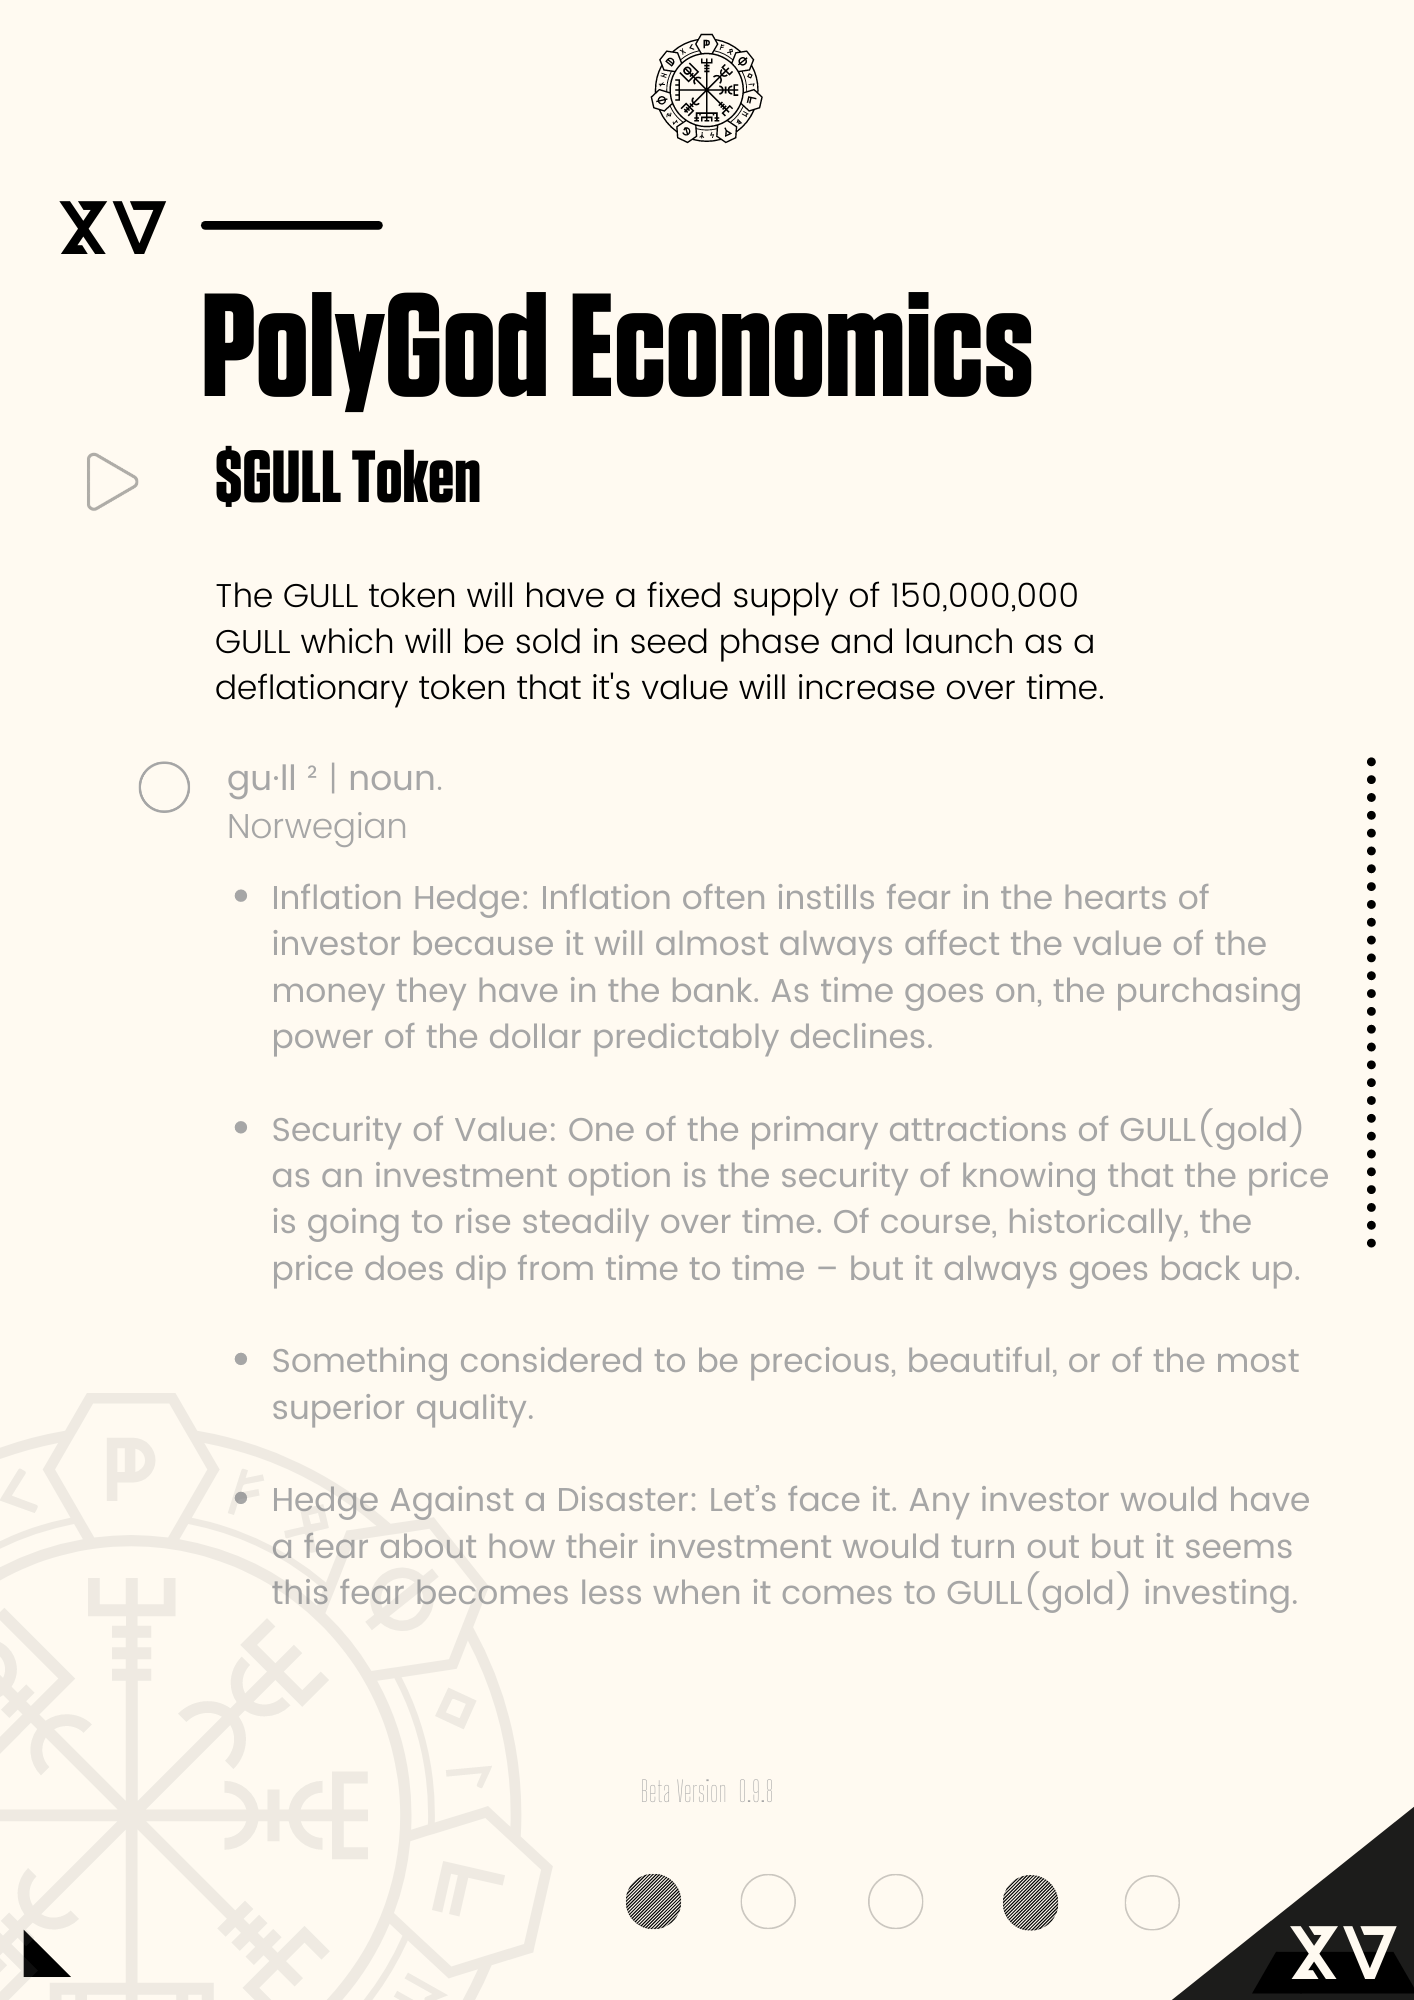 XV
PolyGod Economics
$GULL Token
The GULL token will have a fixed supply of 150,000,000
GULL which will be sold in seed phase and launch as a
deflationary token that it's value will increase over time.
gu·ll ² | noun.
Norwegian
• Inflation Hedge: Inflation often instills fear in the hearts of
investor because it will almost always affect the value of the
money they have in the bank. As time goes on, the purchasing
power of the dollar predictably declines.
• Security of Value: One of the primary attractions of GULL(gold)
as an investment option is the security of knowing that the price
is going to rise steadily over time. Of course, historically, the
price does dip from time to time – but it always goes back up.
• Something considered to be precious, beautiful, or of the most
superior quality.
• Hedge Against a Disaster: Let’s face it. Any investor would have
a fear about how their investment would turn out but it seems
this fear becomes less when it comes to GULL(gold) investing.
Beta Version 0.9.8
XV